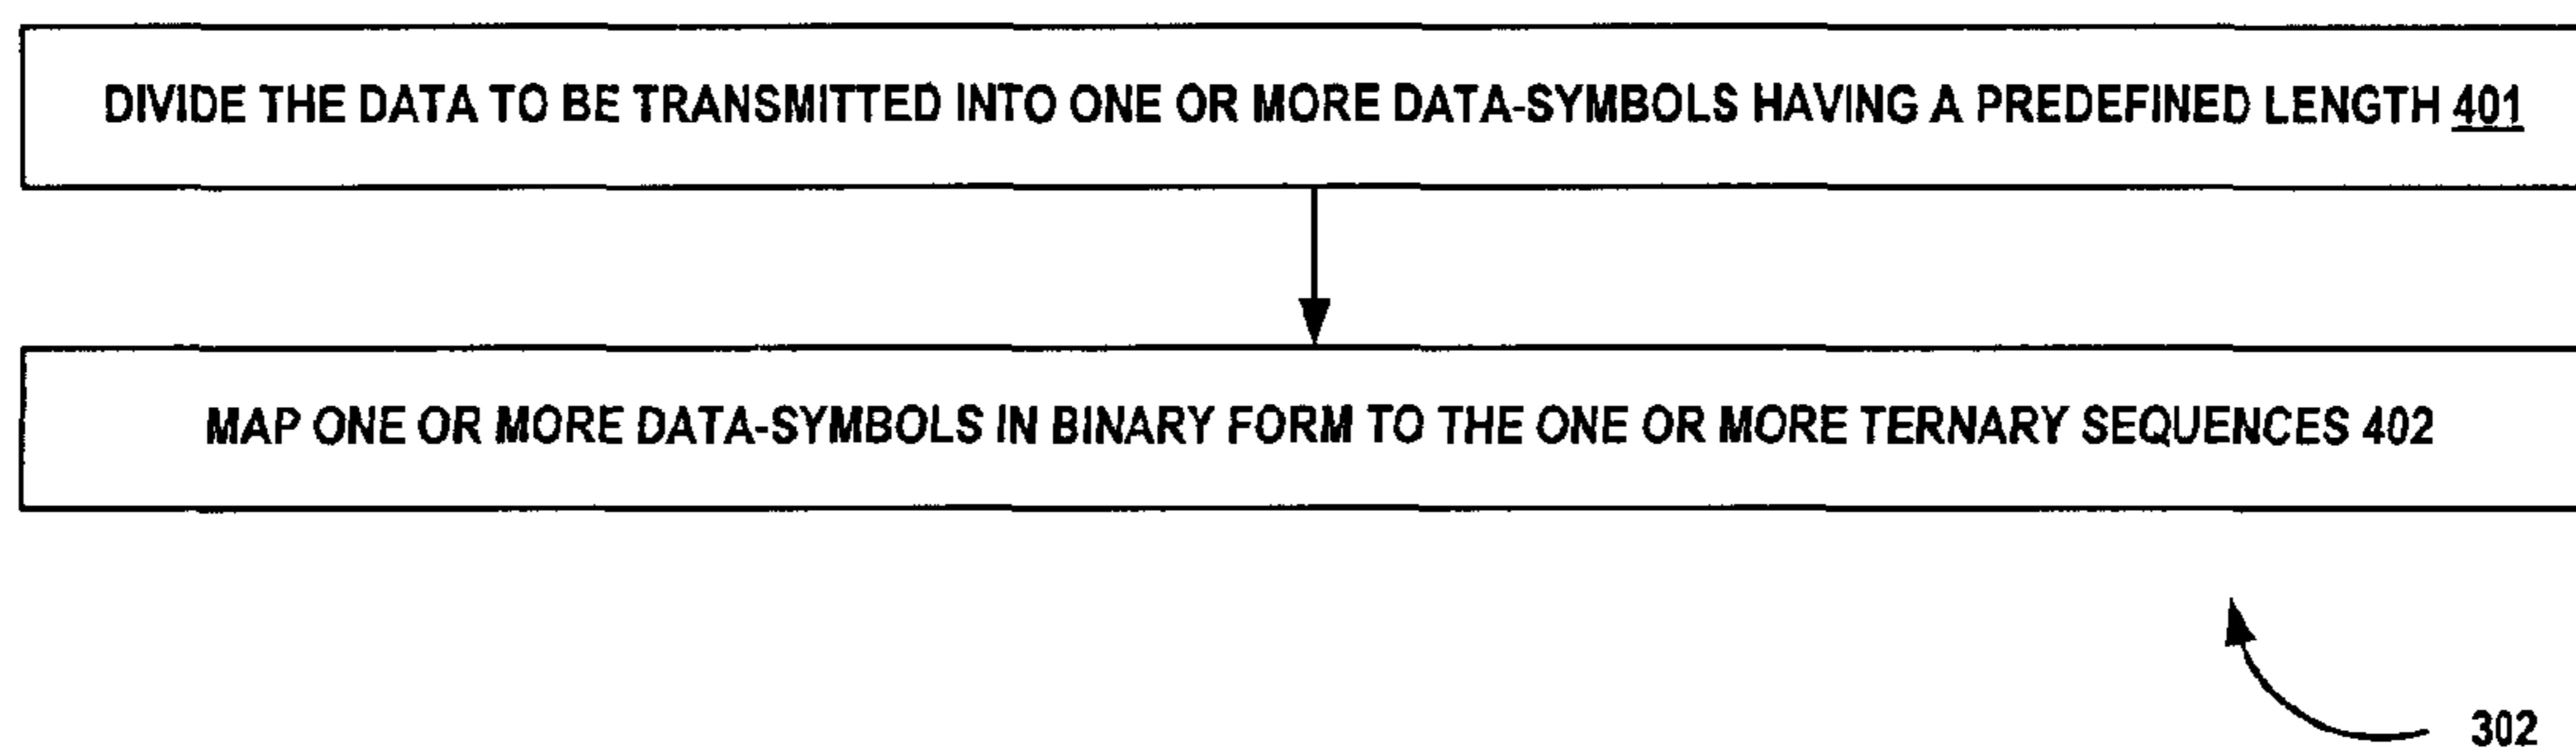 DIVIDE THE DATA TO BE TRANSMITTED INTO ONE OR MORE DATA-SYMBOLS HAVING A PREDEFINED LENGTH 401
MAP ONE OR MORE DATA-SYMBOLS IN BINARY FORM TO THE ONE OR MORE TERNARY SEQUENCES 402
302